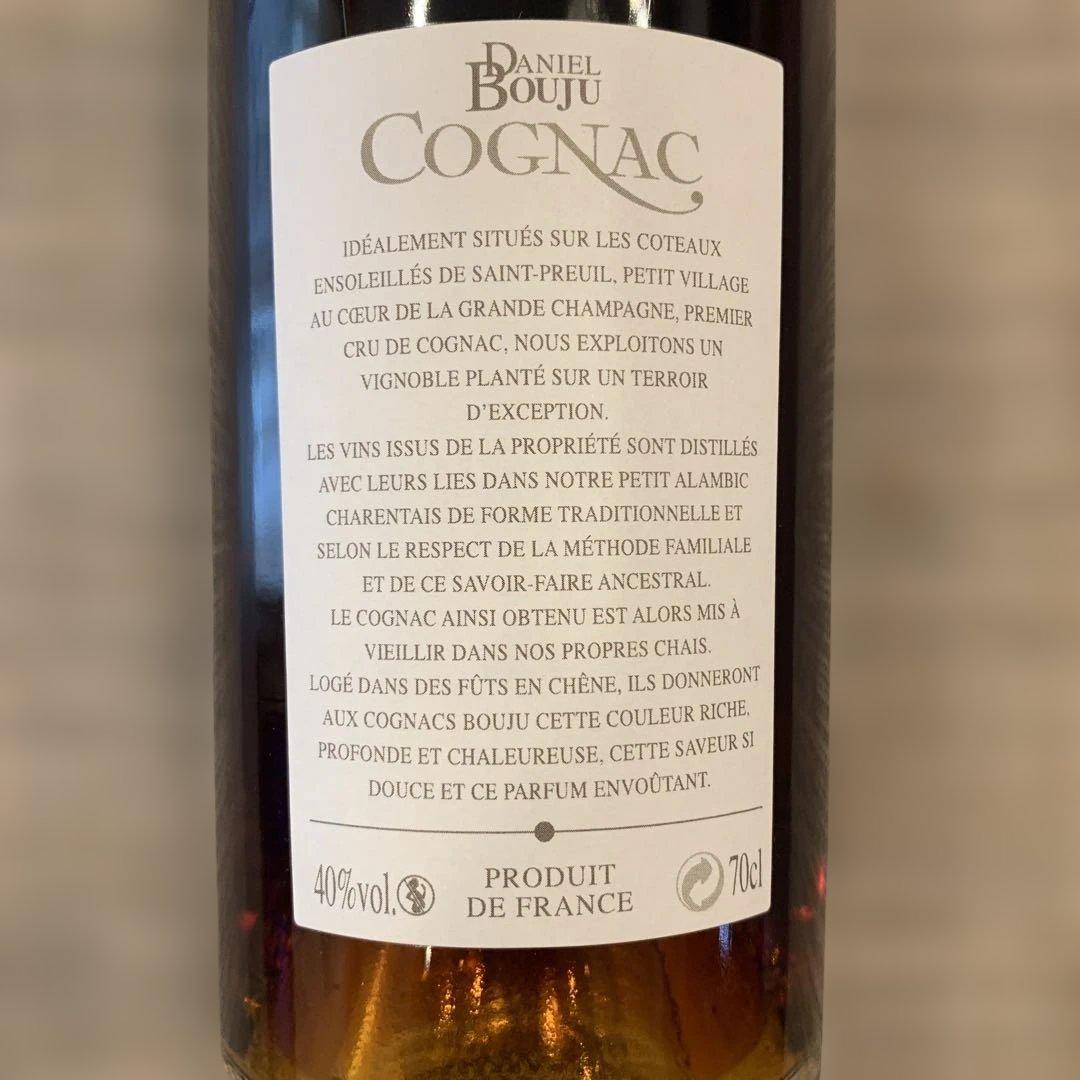 DANIEL
BOUJU
COGNAC
IDÉALEMENT SITUÉS SUR LES COTEAUX
ENSOLEILLÉS DE SAINT-PREUIL, PETIT VILLAGE
AU CŒUR DE LA GRANDE CHAMPAGNE, PREMIER
CRU DE COGNAC, NOUS EXPLOITONS UN
VIGNOBLE PLANTÉ SUR UN TERROIR
D'EXCEPTION.
LES VINS ISSUS DE LA PROPRIÉTÉ SONT DISTILLÉS
AVEC LEURS LIES DANS NOTRE PETIT ALAMBIC
CHARENTAIS DE FORME TRADITIONNELLE ET
SELON LE RESPECT DE LA MÉTHODE FAMILIALE
ET DE CE SAVOIR-FAIRE ANCESTRAL.
LE COGNAC AINSI OBTENU EST ALORS MIS À
VIEILLIR DANS NOS PROPRES CHAIS.
LOGÉ DANS DES FÛTS EN CHÊNE, ILS DONNERONT
AUX COGNACS BOUJU CETTE COULEUR RICHE,
PROFONDE ET CHALEUREUSE, CETTE SAVEUR SI
DOUCE ET CE PARFUM ENVOÛTANT.
40%vol.
PRODUIT
DE FRANCE
70cl